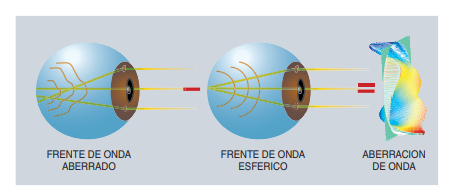 FRENTE DE ONDA
ABERRADO
FRENTE DE ONDA
ESFERICO
ABERRACION
DE ONDA